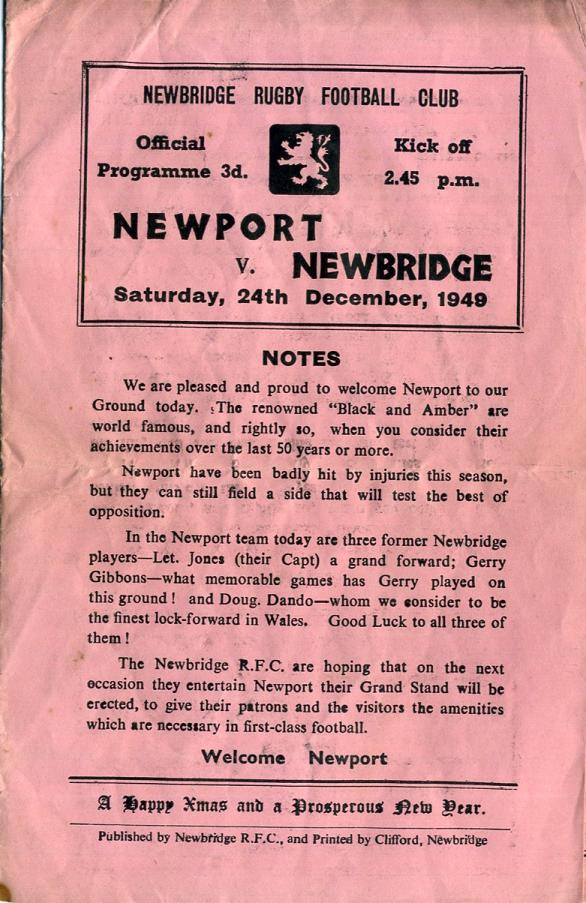 NEWBRIDGE RUGBY FOOTBALL CLUB
Official
Programme 3d.
Kick off
2.45 p.m.
NEWPORT
v. NEWBRIDGE
Saturday, 24th December, 1949
NOTES
We are pleased and proud to welcome Newport to our
Ground today. The renowned "Black and Amber" are
world famous, and rightly so, when you consider their
achievements over the last 50 years or more.
Newport have been badly hit by injuries this season,
but they can still field a side that will test the best of
opposition.
In the Newport team today are three former Newbridge
players—Let. Jones (their Capt) a grand forward; Gerry
Gibbons—what memorable games has Gerry played on
this ground ! and Doug. Dando—whom we consider to be
the finest lock-forward in Wales. Good Luck to all three of
them !
The Newbridge R.F.C. are hoping that on the next
occasion they entertain Newport their Grand Stand will be
erected, to give their patrons and the visitors the amenities
which are necessary in first-class football.
Welcome Newport
A Happy Xmas and a Prosperous New Year.
Published by Newbridge R.F.C., and Printed by Clifford, Newbridge